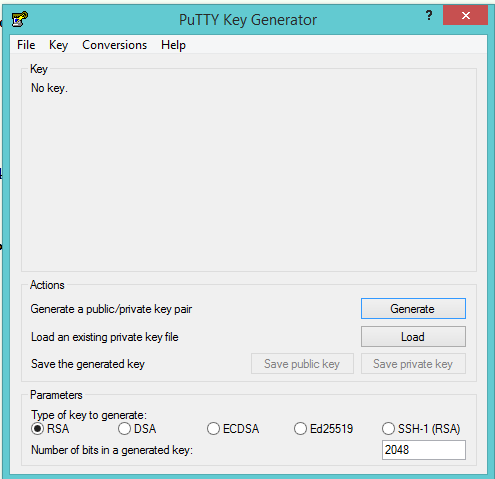 PuTTY Key Generator ?
File Key Conversions Help
Key
No key.
Actions
Generate a public/private key pair Generate
Load an existing private key file Load
Save the generated key Save public key Save private key
Parameters
Type of key to generate:
RSA DSA ECDSA Ed25519 SSH-1 (RSA)
Number of bits in a generated key: 2048